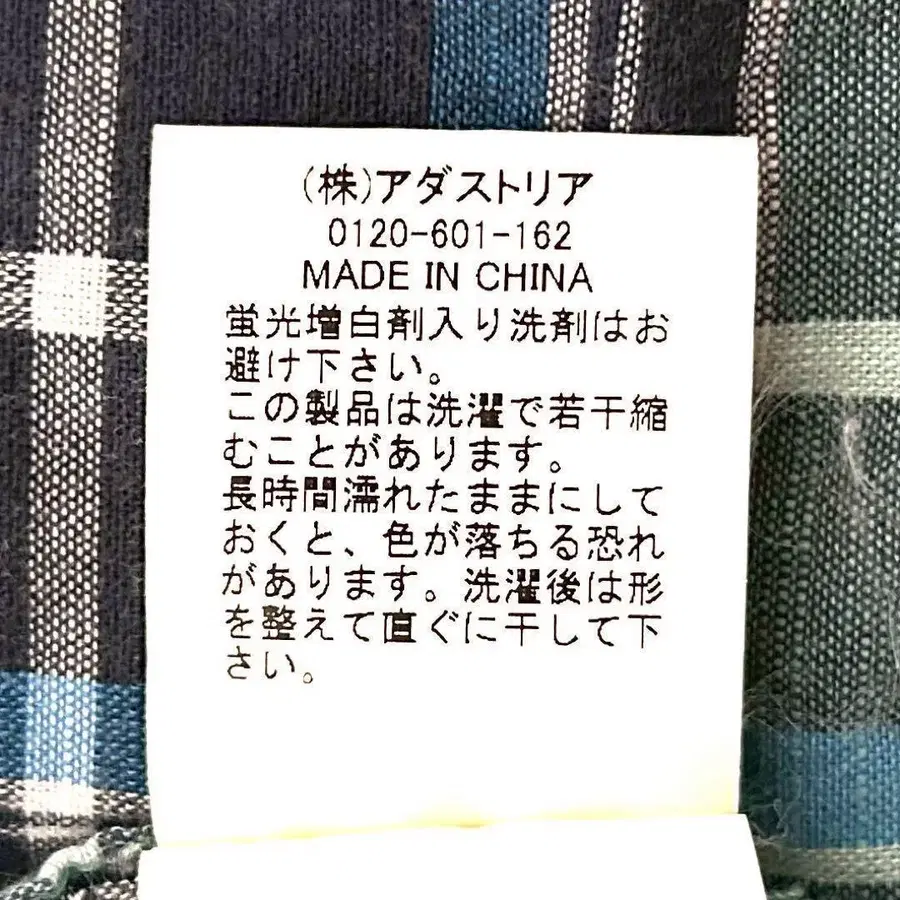 (株)アダストリア
0120-601-162
MADE IN CHINA
蛍光増白剤入り洗剤はお
避け下さい。
この製品は洗濯で若干縮
むことがあります。
長時間濡れたままにして
おくと、色が落ちる恐れ
があります。洗濯後は形
を整えて直ぐに干して下
さい。